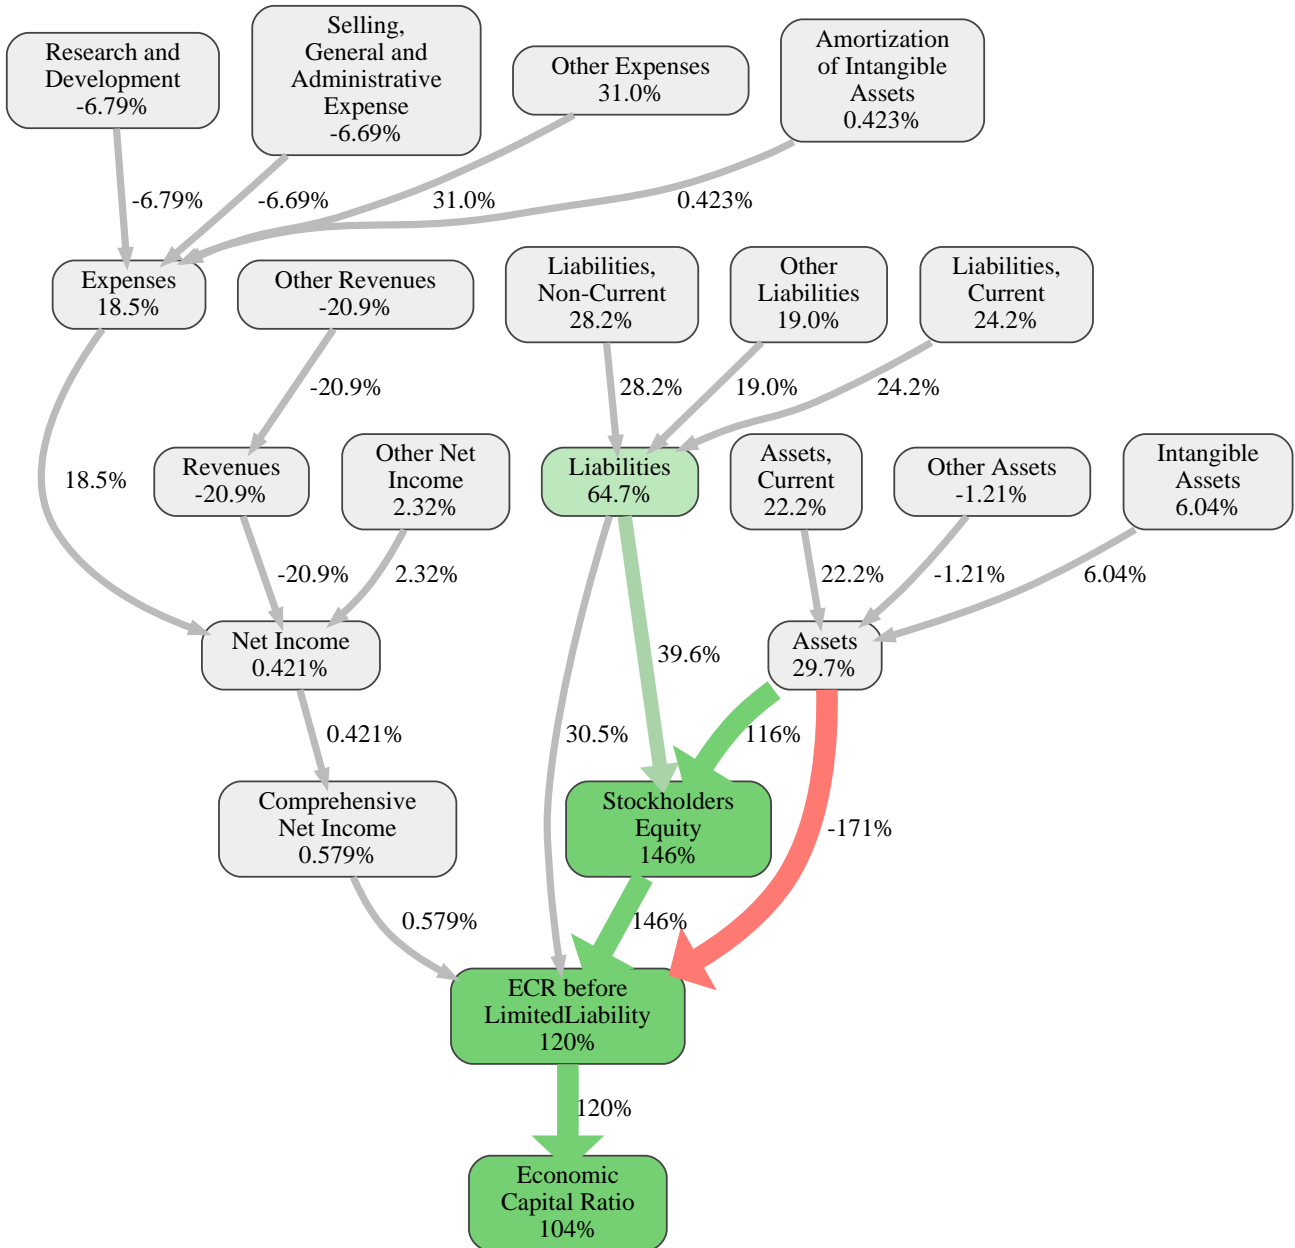 Research and
Development
-6.79%
Selling,
General and
Administrative
Expense
-6.69%
Other Expenses
31.0%
Amortization
of Intangible
Assets
0.423%
-6.79%
-6.69%
31.0%
0.423%
Expenses
18.5%
Other Revenues
-20.9%
Liabilities,
Non-Current
28.2%
Other
Liabilities
19.0%
Liabilities,
Current
24.2%
-20.9%
28.2%
19.0%
24.2%
18.5%
Revenues
-20.9%
Other Net
Income
2.32%
Liabilities
64.7%
Assets,
Current
22.2%
Other Assets
-1.21%
Intangible
Assets
6.04%
-20.9%
2.32%
22.2%
-1.21%
6.04%
Net Income
0.421%
39.6%
Assets
29.7%
0.421%
30.5%
116%
Comprehensive
Net Income
0.579%
Stockholders
Equity
146%
-171%
0.579%
146%
ECR before
LimitedLiability
120%
120%
Economic
Capital Ratio
104%